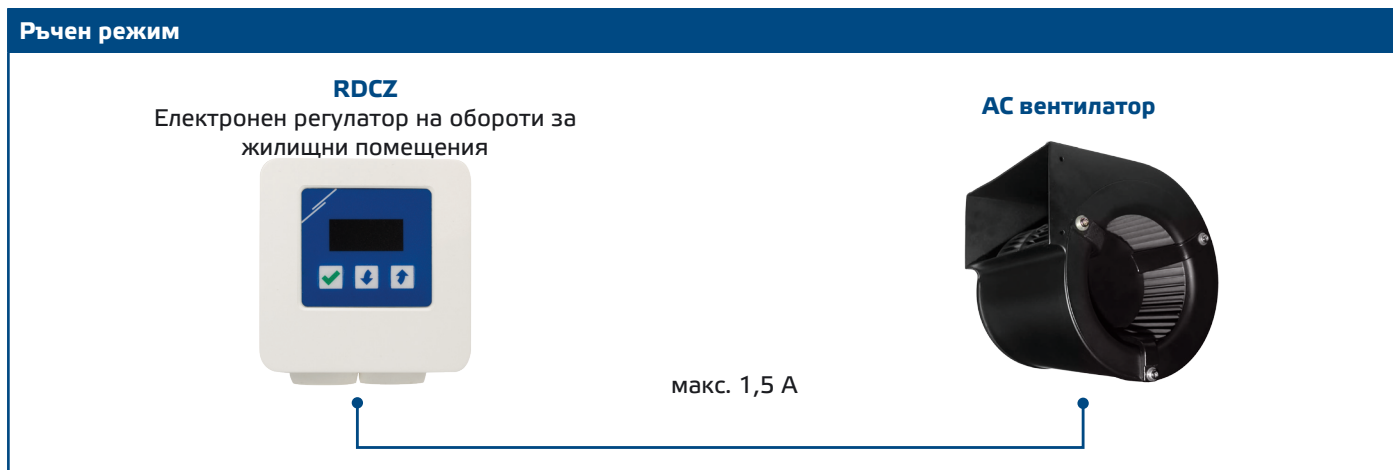 Ръчен режим
RDCZ
Електронен регулатор на обороти за
жилищни помещения
AC вентилатор
макс. 1,5 A